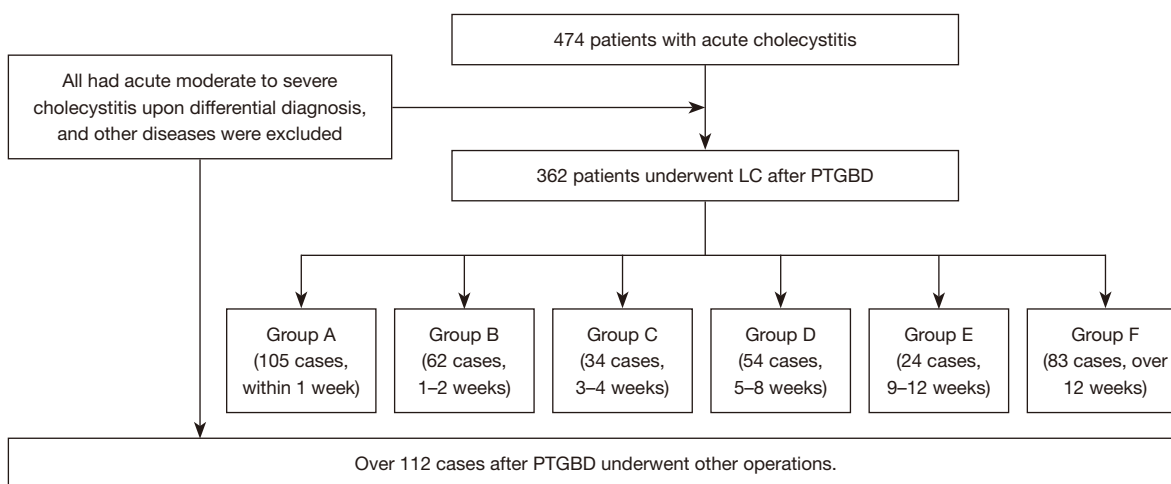 474 patients with acute cholecystitis
All had acute moderate to severe
cholecystitis upon differential diagnosis,
and other diseases were excluded
362 patients underwent LC after PTGBD
Group A
(105 cases,
within 1 week)
Group B
(62 cases,
1–2 weeks)
Group C
(34 cases,
3–4 weeks)
Group D
(54 cases,
5–8 weeks)
Group E
(24 cases,
9–12 weeks)
Group F
(83 cases, over
12 weeks)
Over 112 cases after PTGBD underwent other operations.